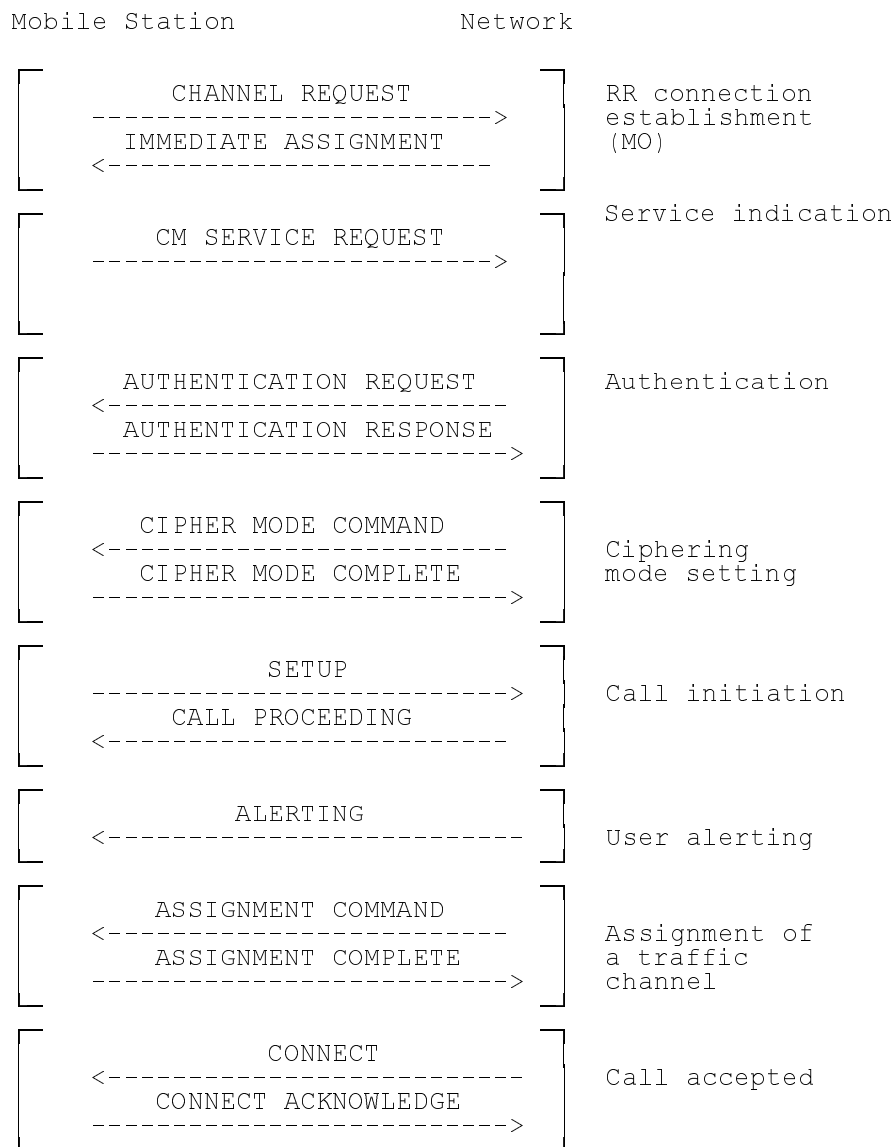 Mobile Station Network
CHANNEL REQUEST RR connection
------------------------> establishment
IMMEDIATE ASSIGNMENT (MO)
<------------------------
Service indication
CM SERVICE REQUEST
------------------------->
AUTHENTICATION REQUEST Authentication
<-------------------------
AUTHENTICATION RESPONSE
-------------------------->
CIPHER MODE COMMAND
<------------------------- Ciphering
CIPHER MODE COMPLETE mode setting
-------------------------->
SETUP
--------------------------> Call initiation
CALL PROCEEDING
<-------------------------
ALERTING
<-------------------------- User alerting
ASSIGNMENT COMMAND
<------------------------- Assignment of
ASSIGNMENT COMPLETE a traffic
--------------------------> channel
CONNECT
<-------------------------- Call accepted
CONNECT ACKNOWLEDGE
-------------------------->